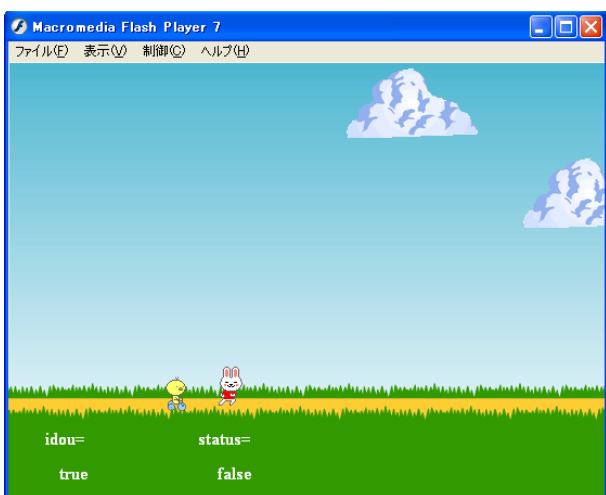 Macromedia Flash Player 7
ファイル(F) 表示(V) 制御(C) ヘルプ(H)
idou= status=
true false